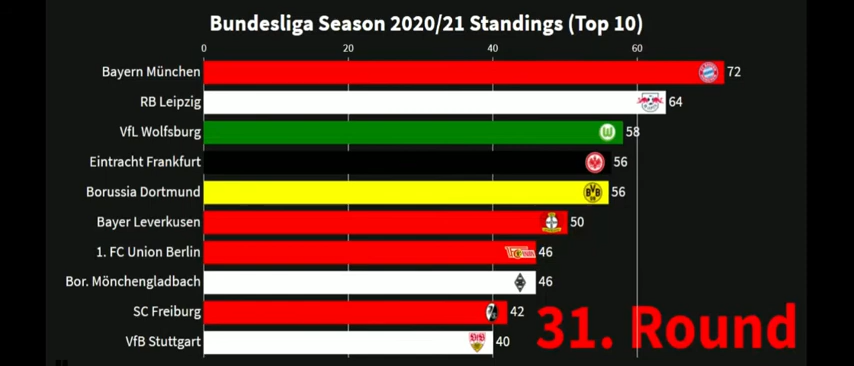 Bundesliga Season 2020/21 Standings (Top 10)
0 20 40 60
Bayern München 72
RB Leipzig 64
VfL Wolfsburg 58
Eintracht Frankfurt 56
Borussia Dortmund 56
Bayer Leverkusen 50
1. FC Union Berlin 46
Bor. Mönchengladbach 46
SC Freiburg 42
VfB Stuttgart 40
31. Round